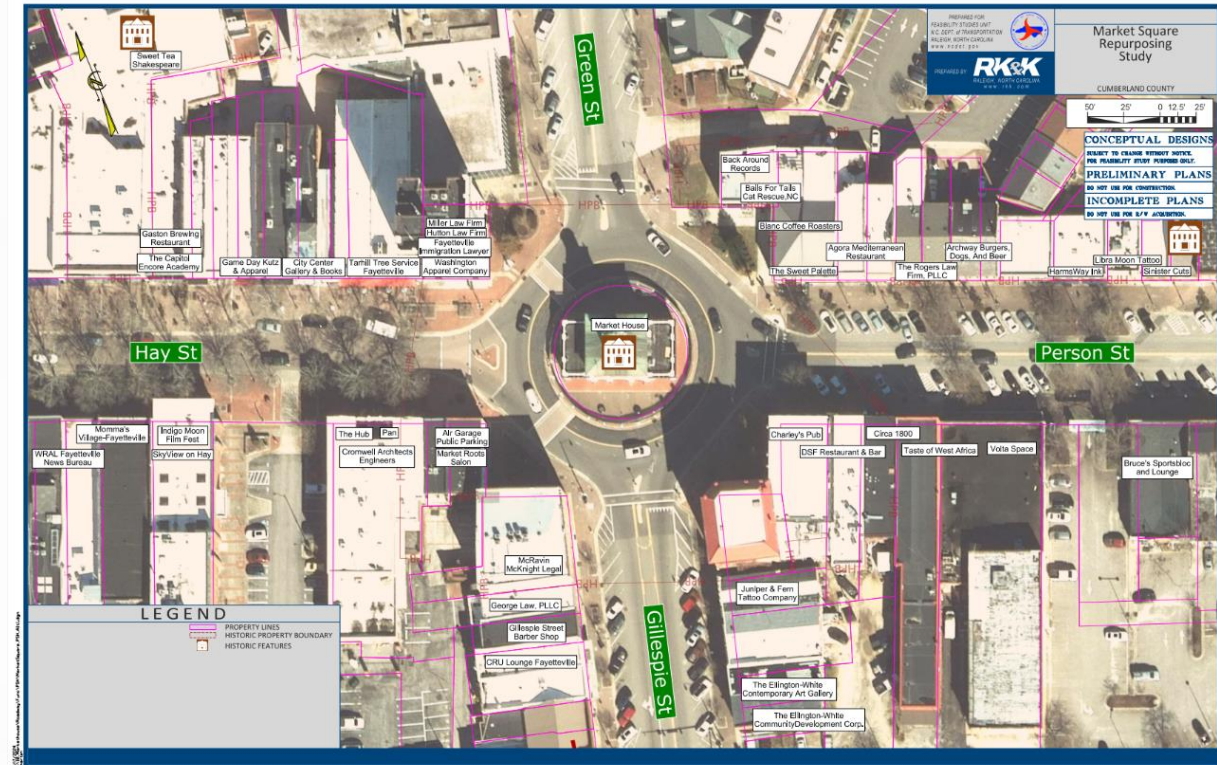 PREPARED FOR:
FEASIBILITY STUDIES UNIT
N.C. DEPT. of TRANSPORTATION
RALEIGH, NORTH CAROLINA
www.ncdot.gov
PREPARED BY
RK&K
RALEIGH, NORTH CAROLINA
www.rkk.com
Market Square
Repurposing
Study
CUMBERLAND COUNTY
50' 25' 0 12.5' 25'
CONCEPTUAL DESIGNS
SUBJECT TO CHANGE WITHOUT NOTICE.
FOR FEASIBILITY STUDY PURPOSES ONLY.
PRELIMINARY PLANS
DO NOT USE FOR CONSTRUCTION.
INCOMPLETE PLANS
DO NOT USE FOR R/W ACQUISITION.
Sweet Tea
Shakespeare
Green St
Back Around
Records
Balls For Tails
Cat Rescue,NC
Blanc Coffee Roasters
The Sweet Palette
Agora Mediterranean
Restaurant
The Rogers Law
Firm, PLLC
Archway Burgers,
Dogs, And Beer
HarmsWay Ink
Libra Moon Tattoo
Sinister Cuts
Gaston Brewing
Restaurant
The Capitol
Encore Academy
Game Day Kutz
& Apparel
City Center
Gallery & Books
Tarhill Tree Service
Fayetteville
Miller Law Firm
Hutton Law Firm
Fayetteville
Immigration Lawyer
Washington
Apparel Company
HPB
HPB
HPB
HPB
Market House
Hay St
Person St
Momma's
Village-Fayetteville
WRAL Fayetteville
News Bureau
Indigo Moon
Film Fest
SkyView on Hay
The Hub
Pan
Cromwell Architects
Engineers
Air Garage
Public Parking
Market Roots
Salon
Charley's Pub
DSF Restaurant & Bar
Circa 1800
Taste of West Africa
Volta Space
Bruce's Sportsbloc
and Lounge
McRavin
McKnight Legal
George Law, PLLC
Gillespie Street
Barber Shop
CRU Lounge Fayetteville
Gillespie St
Juniper & Fern
Tattoo Company
The Ellington-White
Contemporary Art Gallery
The Ellington-White
CommunityDevelopment Corp.
LEGEND
PROPERTY LINES
HISTORIC PROPERTY BOUNDARY
HISTORIC FEATURES